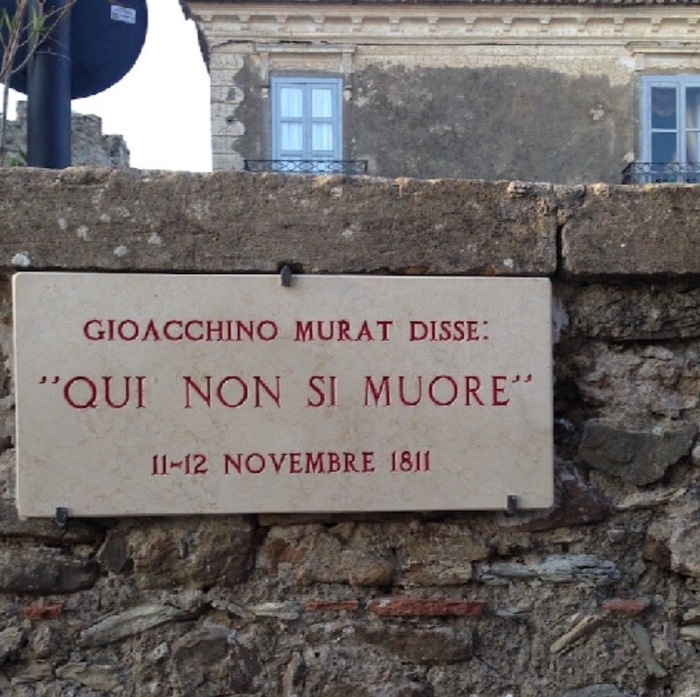 GIOACCHINO MURAT DISSE:
"QUI NON SI MUORE"
11-12 NOVEMBRE 1811